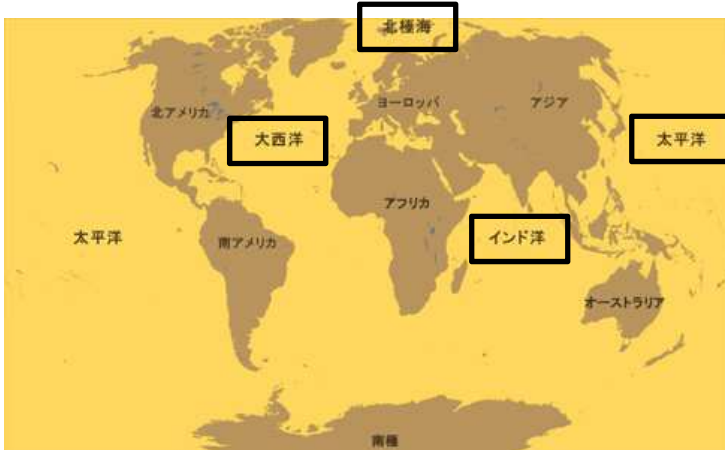 北極海
北アメリカ
ヨーロッパ
アジア
大西洋
太平洋
アフリカ
太平洋
南アメリカ
インド洋
オーストラリア
南極